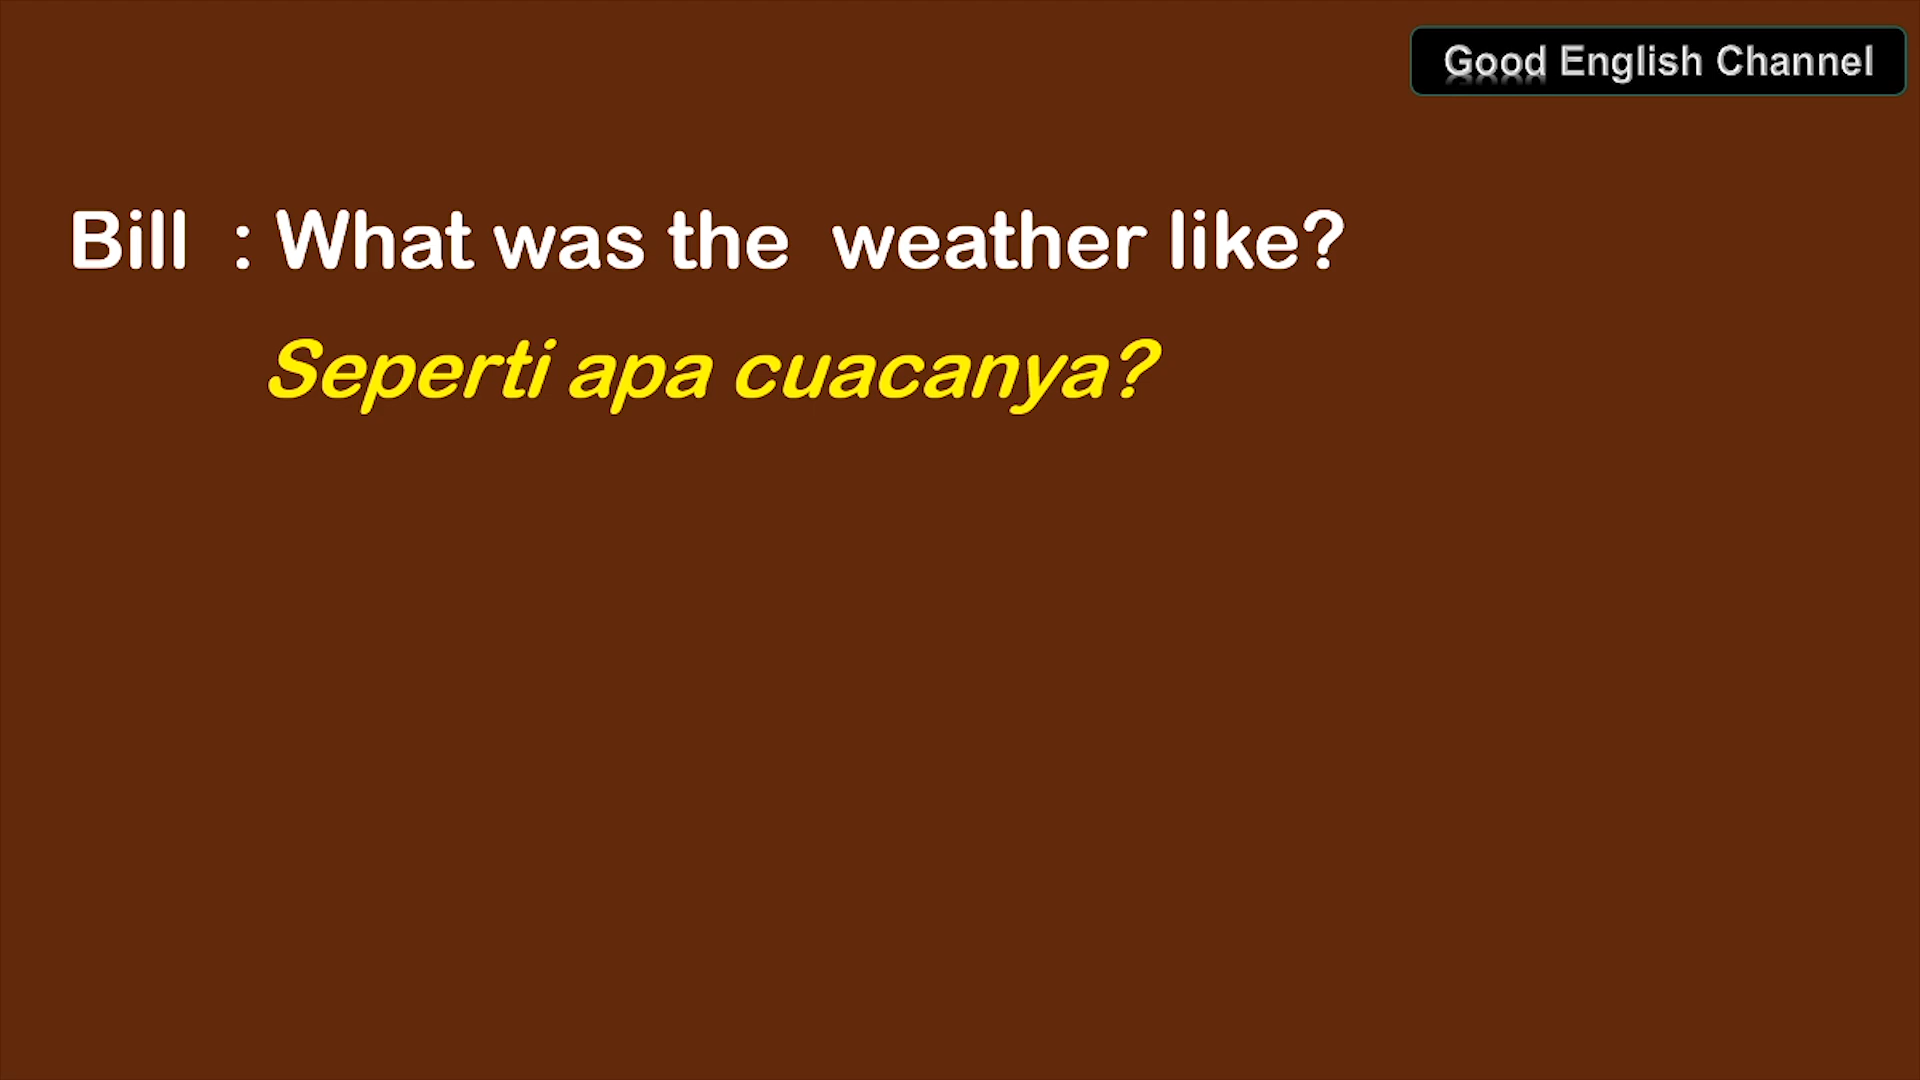 Good English Channel
Bill : What was the weather like?
Seperti apa cuacanya?